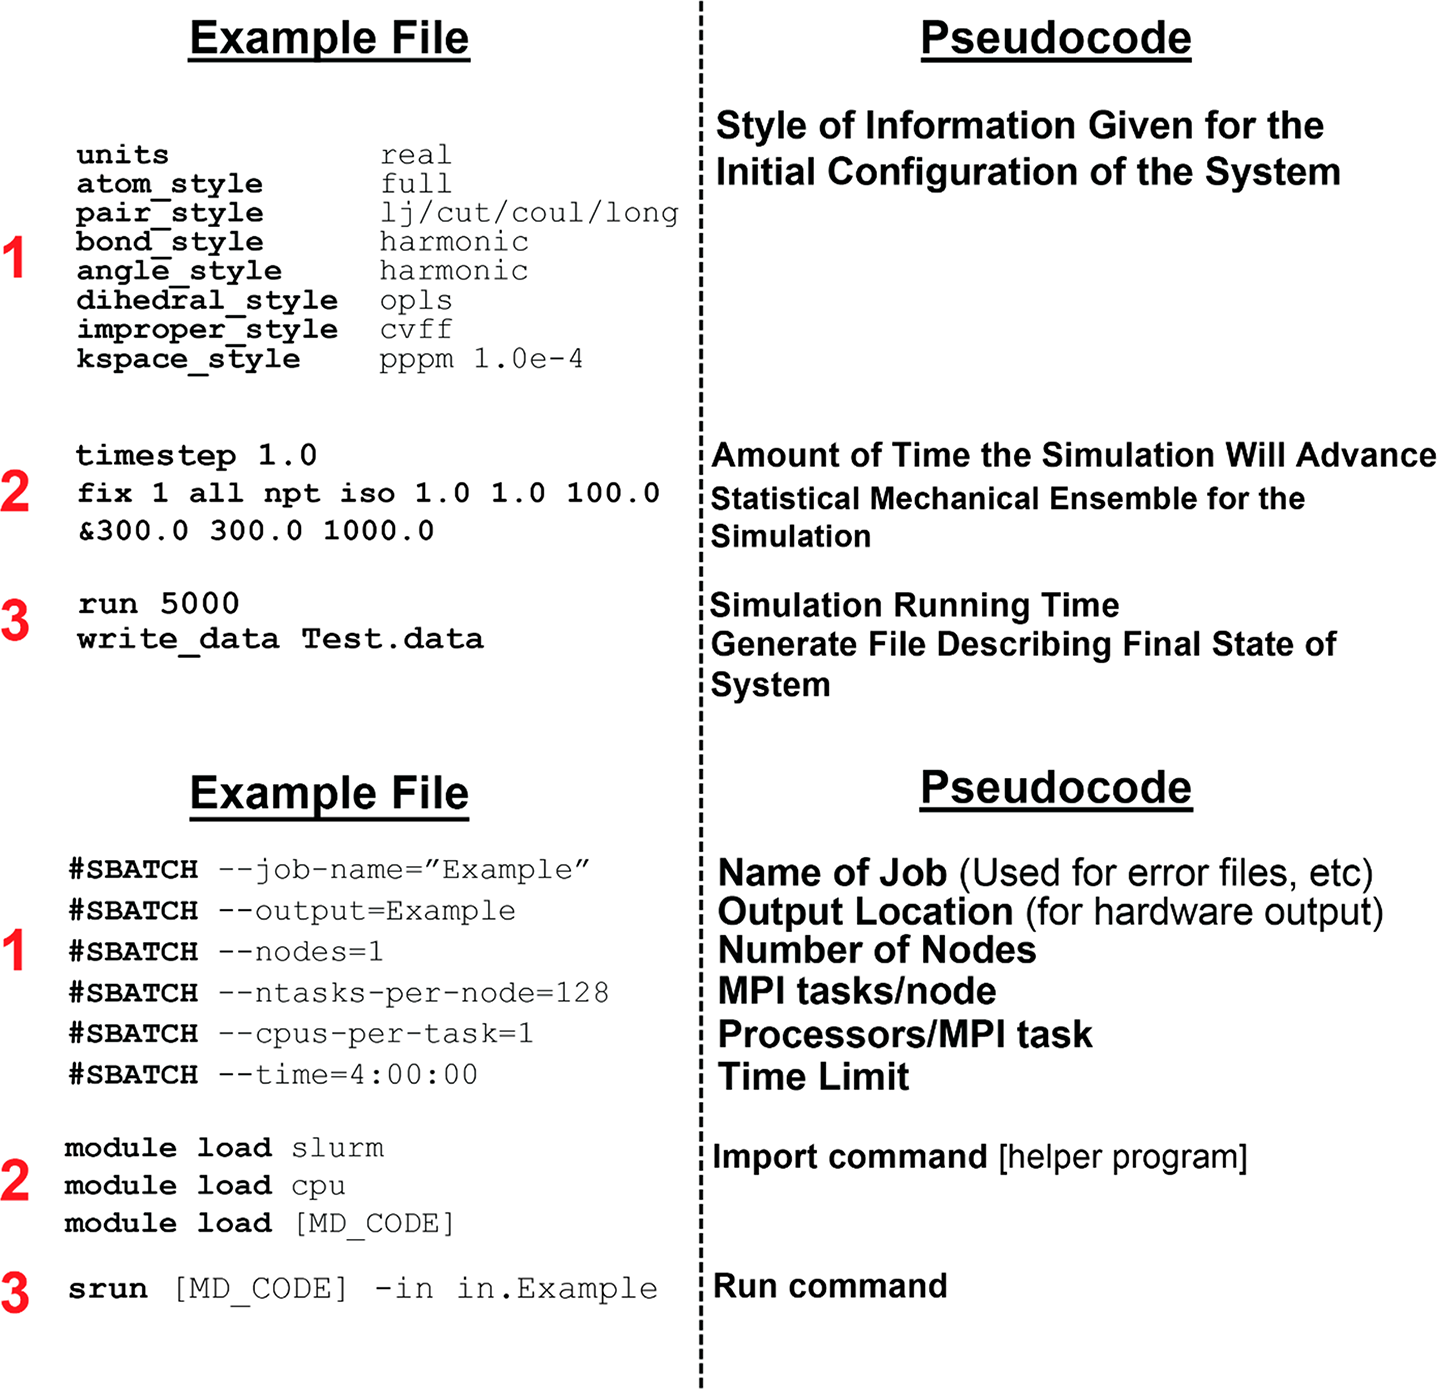 Example File
Pseudocode
1
units real
atom_style full
pair_style lj/cut/coul/long
bond_style harmonic
angle_style harmonic
dihedral_style opls
improper_style cvff
kspace_style pppm 1.0e-4
Style of Information Given for the
Initial Configuration of the System
2
timestep 1.0
fix 1 all npt iso 1.0 1.0 100.0
&300.0 300.0 1000.0
Amount of Time the Simulation Will Advance
Statistical Mechanical Ensemble for the
Simulation
3
run 5000
write_data Test.data
Simulation Running Time
Generate File Describing Final State of
System
Example File
Pseudocode
1
#SBATCH --job-name=”Example”
#SBATCH --output=Example
#SBATCH --nodes=1
#SBATCH --ntasks-per-node=128
#SBATCH --cpus-per-task=1
#SBATCH --time=4:00:00
Name of Job (Used for error files, etc)
Output Location (for hardware output)
Number of Nodes
MPI tasks/node
Processors/MPI task
Time Limit
2
module load slurm
module load cpu
module load [MD_CODE]
Import command [helper program]
3
srun [MD_CODE] -in in.Example
Run command